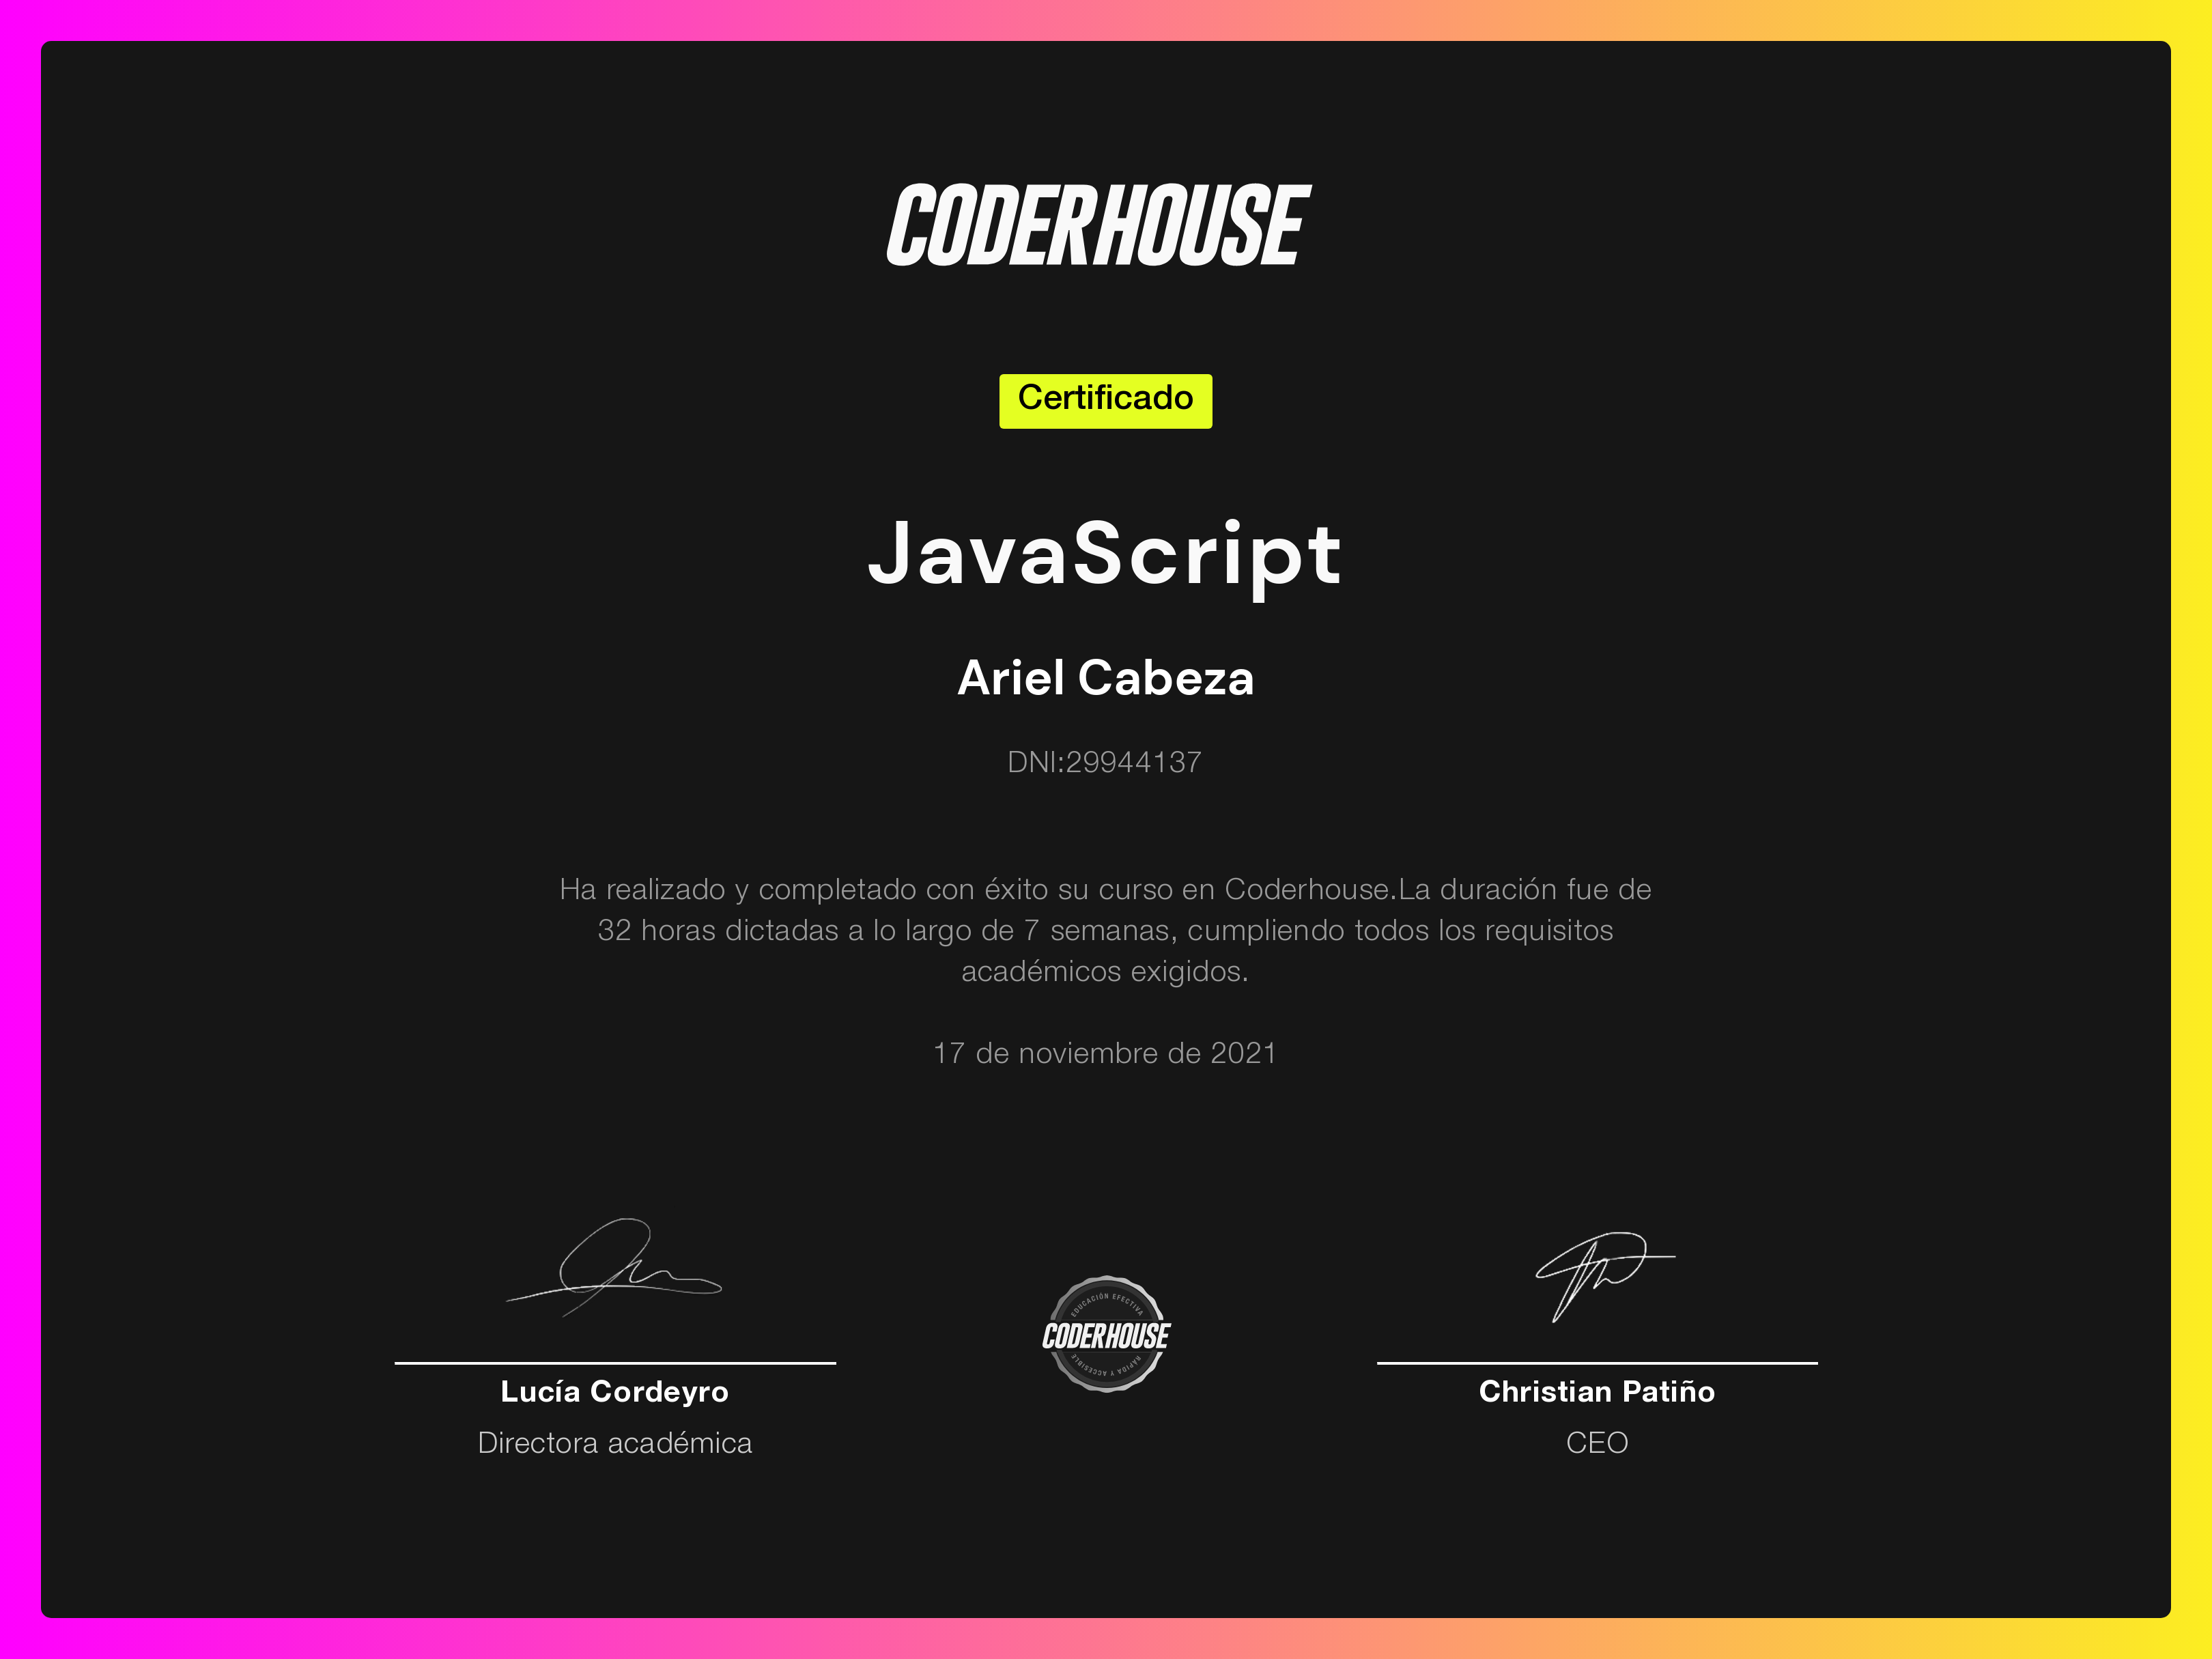 CODERHOUSE
Certificado
JavaScript
Ariel Cabeza
DNI:29944137
Ha realizado y completado con éxito su curso en Coderhouse.La duración fue de
32 horas dictadas a lo largo de 7 semanas, cumpliendo todos los requisitos
académicos exigidos.
17 de noviembre de 2021
EDUCACIÓN EFECTIVA
CODERHOUSE
RÁPIDA Y ACCESIBLE
Lucía Cordeyro
Directora académica
Christian Patiño
CEO